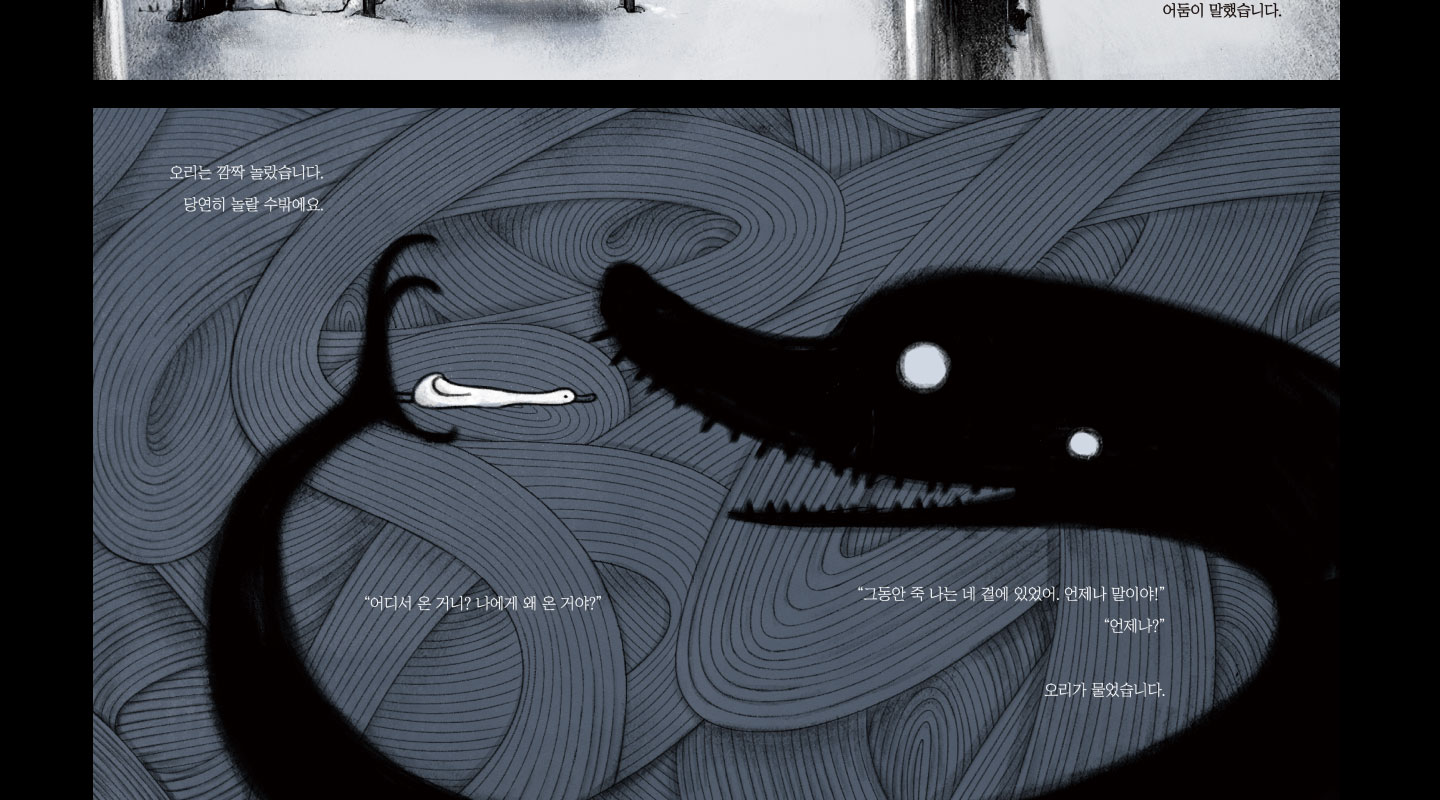 어둠이 말했습니다.
오리는 깜짝 놀랐습니다.
당연히 놀랄 수밖에요.
“어디서 온 거니? 나에게 왜 온 거야?”
“그동안 죽 나는 네 곁에 있었어. 언제나 말이야!”
“언제나?”
오리가 물었습니다.